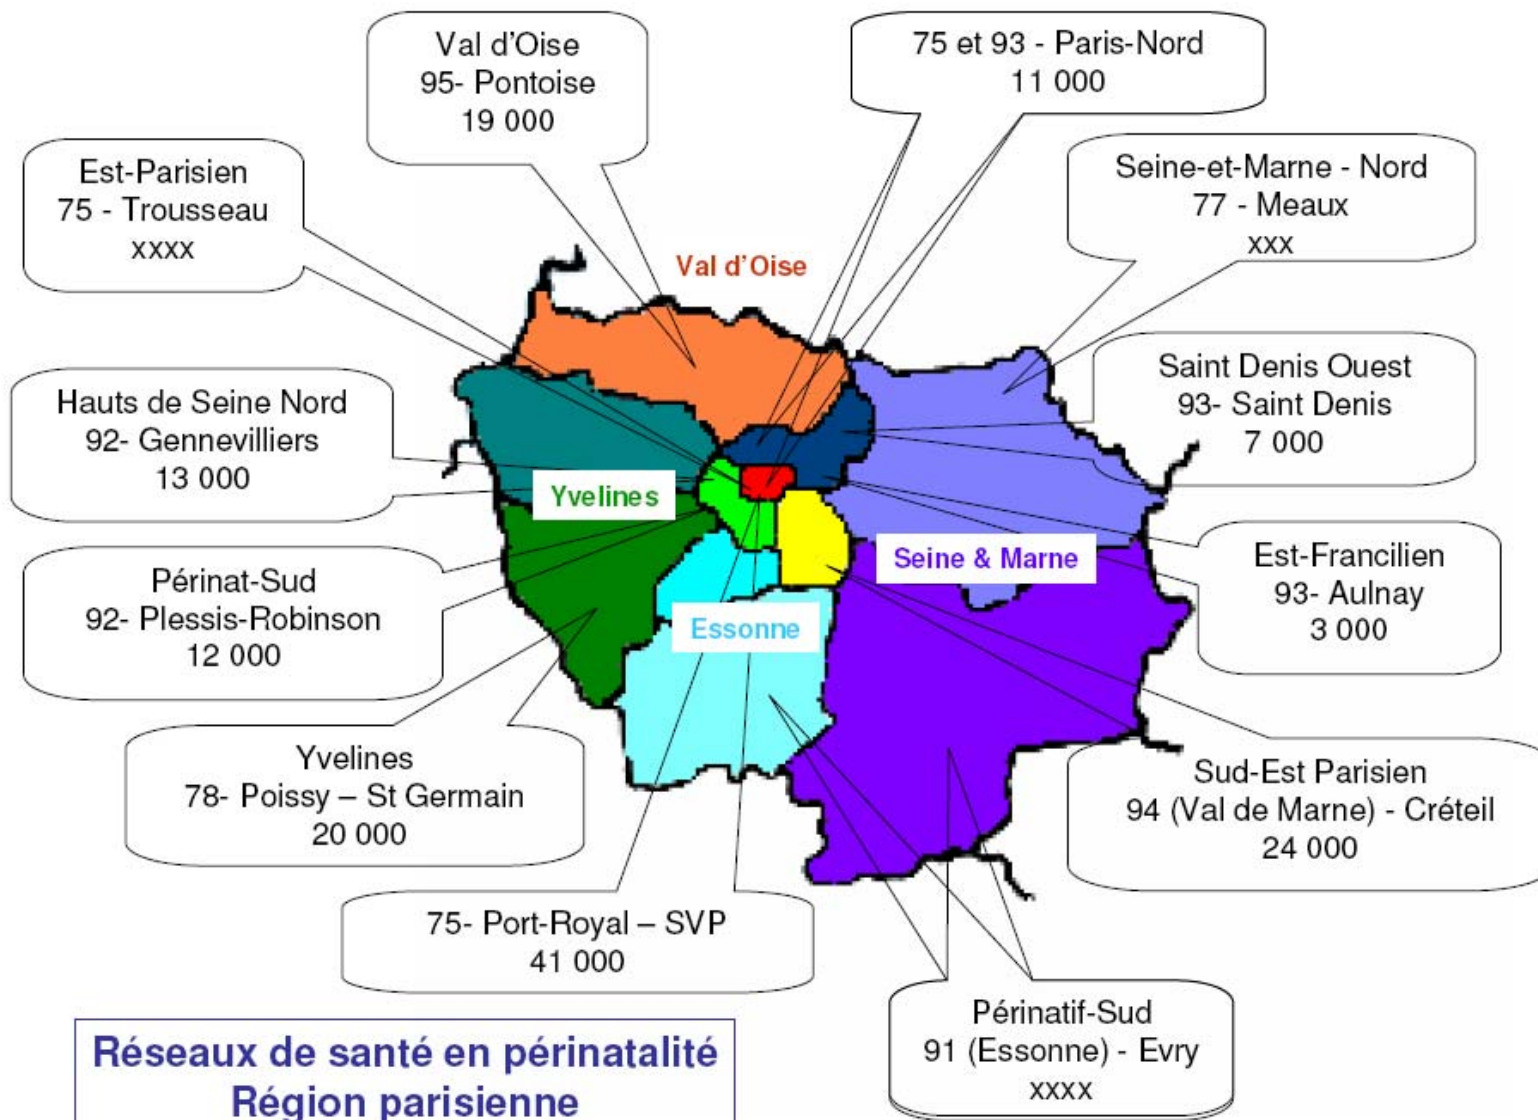 Val d'Oise
95- Pontoise
19 000
75 et 93 - Paris-Nord
11 000
Est-Parisien
75 - Trousseau
xxxx
Seine-et-Marne - Nord
77 - Meaux
xxx
Val d'Oise
Hauts de Seine Nord
92- Gennevilliers
13 000
Saint Denis Ouest
93- Saint Denis
7 000
Yvelines
Seine & Marne
Essonne
Périnat-Sud
92- Plessis-Robinson
12 000
Est-Francilien
93- Aulnay
3 000
Yvelines
78- Poissy – St Germain
20 000
Sud-Est Parisien
94 (Val de Marne) - Créteil
24 000
75- Port-Royal – SVP
41 000
Périnatif-Sud
91 (Essonne) - Evry
xxxx
Réseaux de santé en périnatalité
Région parisienne